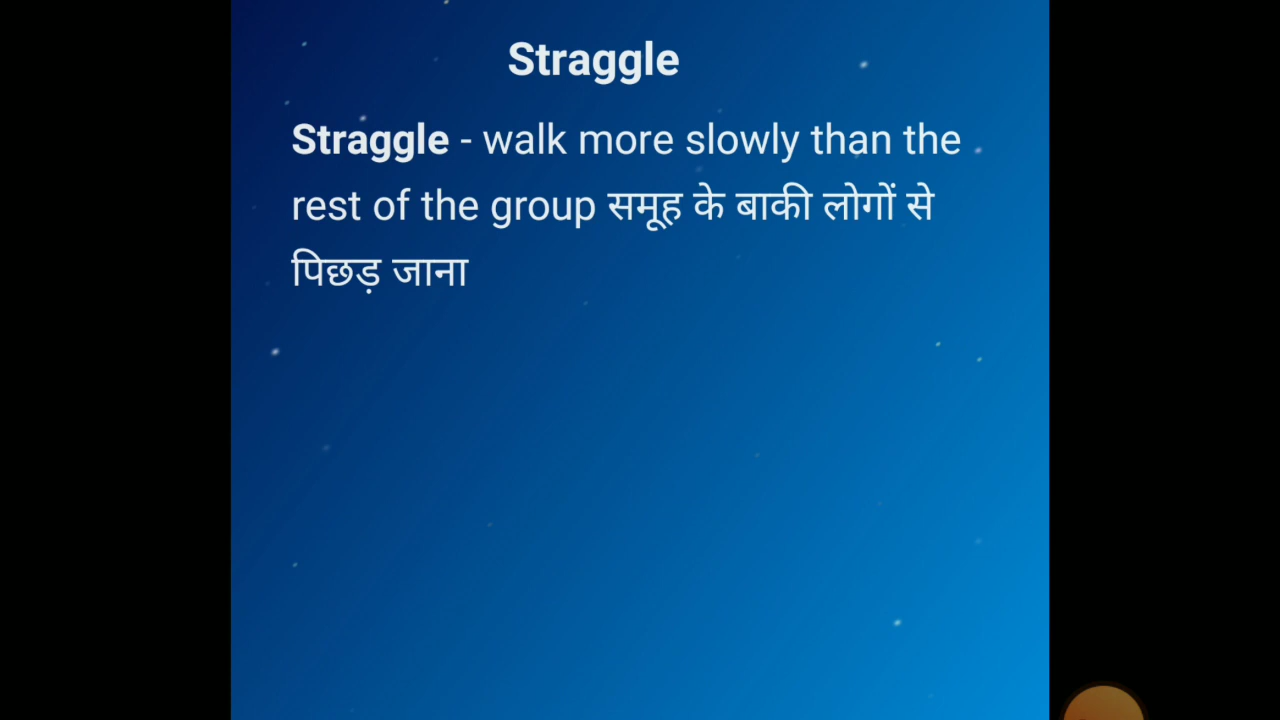 Straggle
Straggle - walk more slowly than the
rest of the group समूह के बाकी लोगों से
पिछड़ जाना